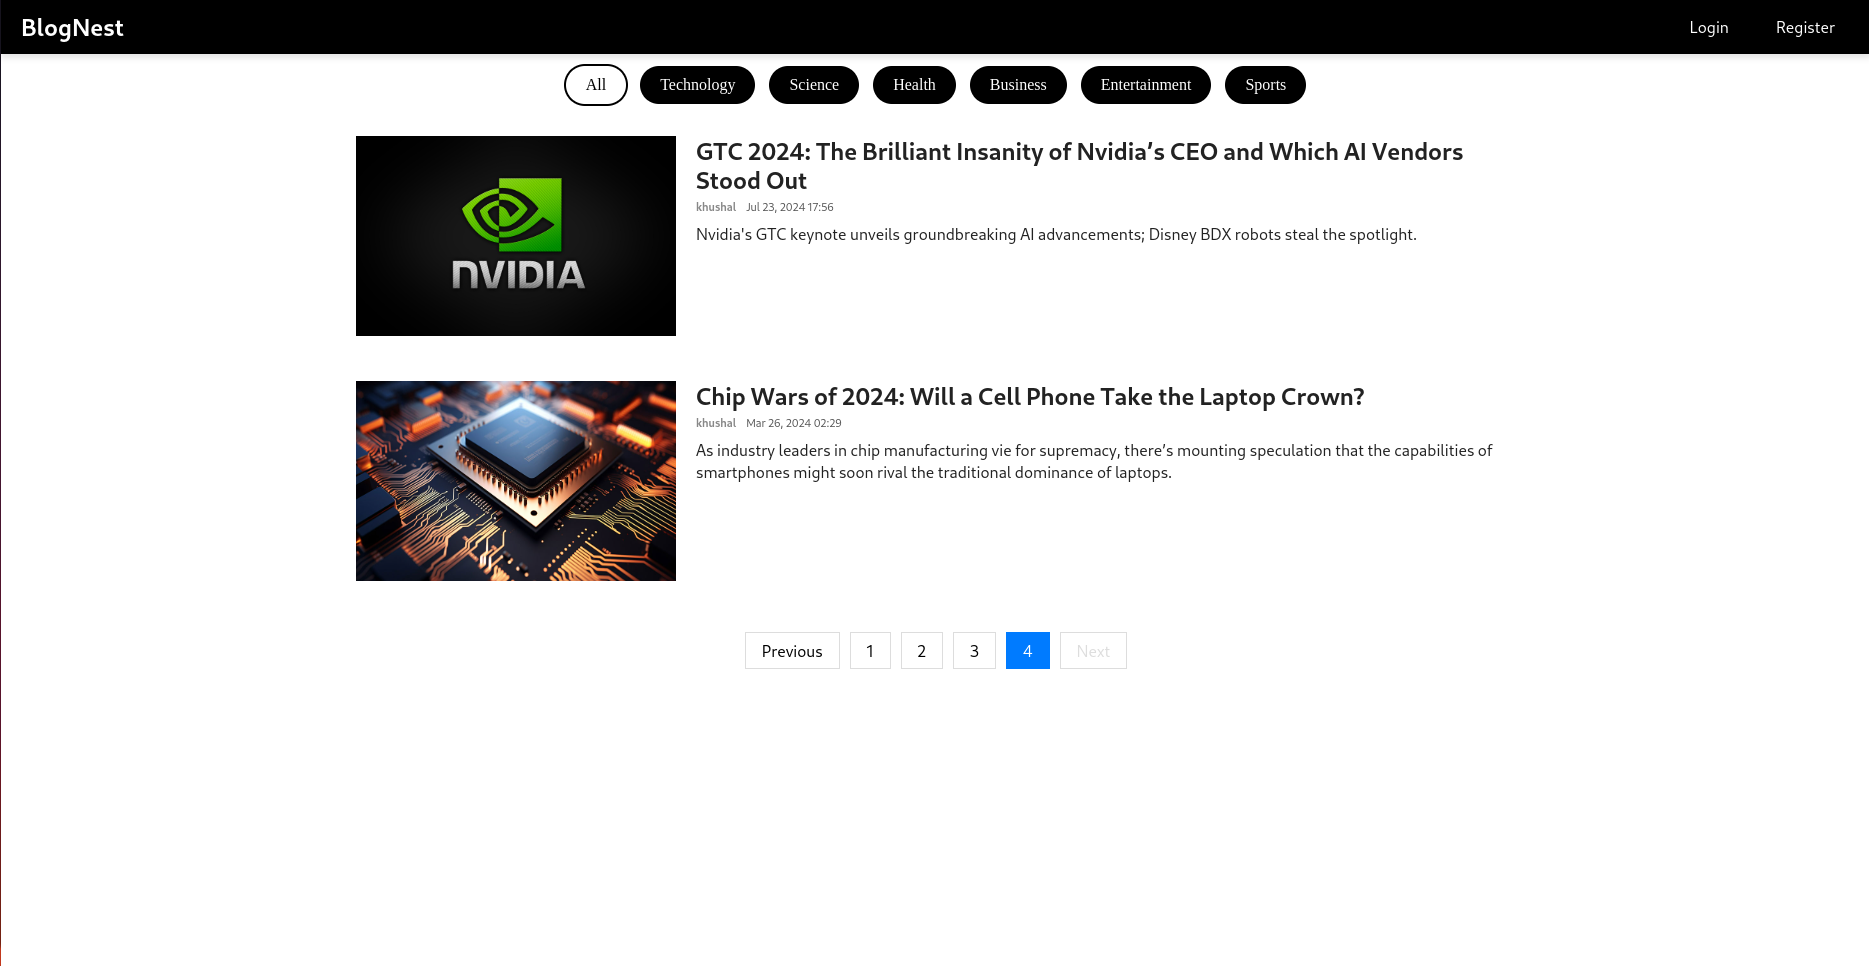 BlogNest
Login
Register
All
Technology
Science
Health
Business
Entertainment
Sports
NVIDIA
GTC 2024: The Brilliant Insanity of Nvidia’s CEO and Which AI Vendors
Stood Out
khushal Jul 23, 2024 17:56
Nvidia's GTC keynote unveils groundbreaking AI advancements; Disney BDX robots steal the spotlight.
Chip Wars of 2024: Will a Cell Phone Take the Laptop Crown?
khushal Mar 26, 2024 02:29
As industry leaders in chip manufacturing vie for supremacy, there’s mounting speculation that the capabilities of
smartphones might soon rival the traditional dominance of laptops.
Previous
1
2
3
4
Next